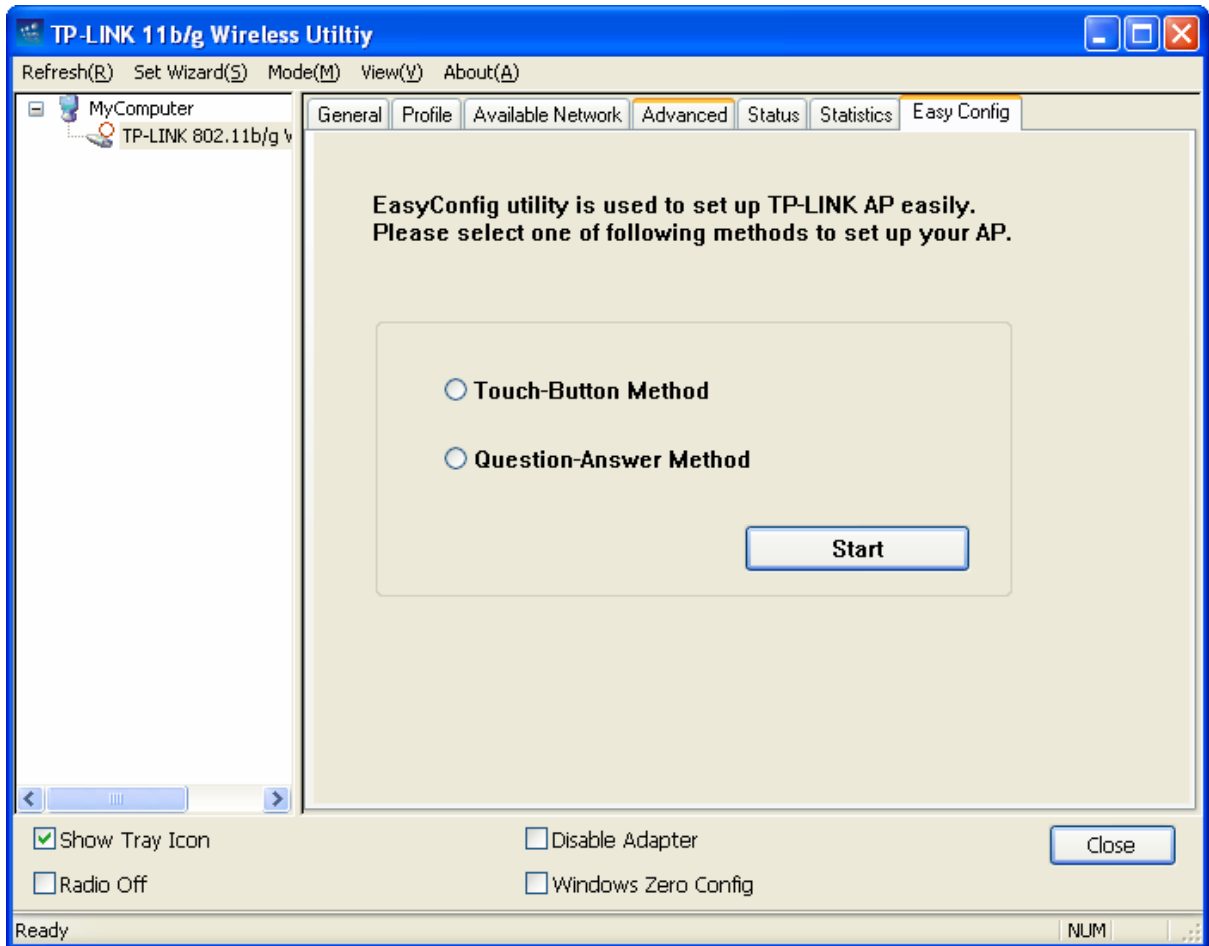 TP-LINK 11b/g Wireless Utiltiy
Refresh(R) Set Wizard(S) Mode(M) View(V) About(A)
MyComputer
TP-LINK 802.11b/g W
General Profile Available Network Advanced Status Statistics Easy Config
EasyConfig utility is used to set up TP-LINK AP easily.
Please select one of following methods to set up your AP.
Touch-Button Method
Question-Answer Method
Start
Show Tray Icon
Disable Adapter
Close
Radio Off
Windows Zero Config
Ready
NUM